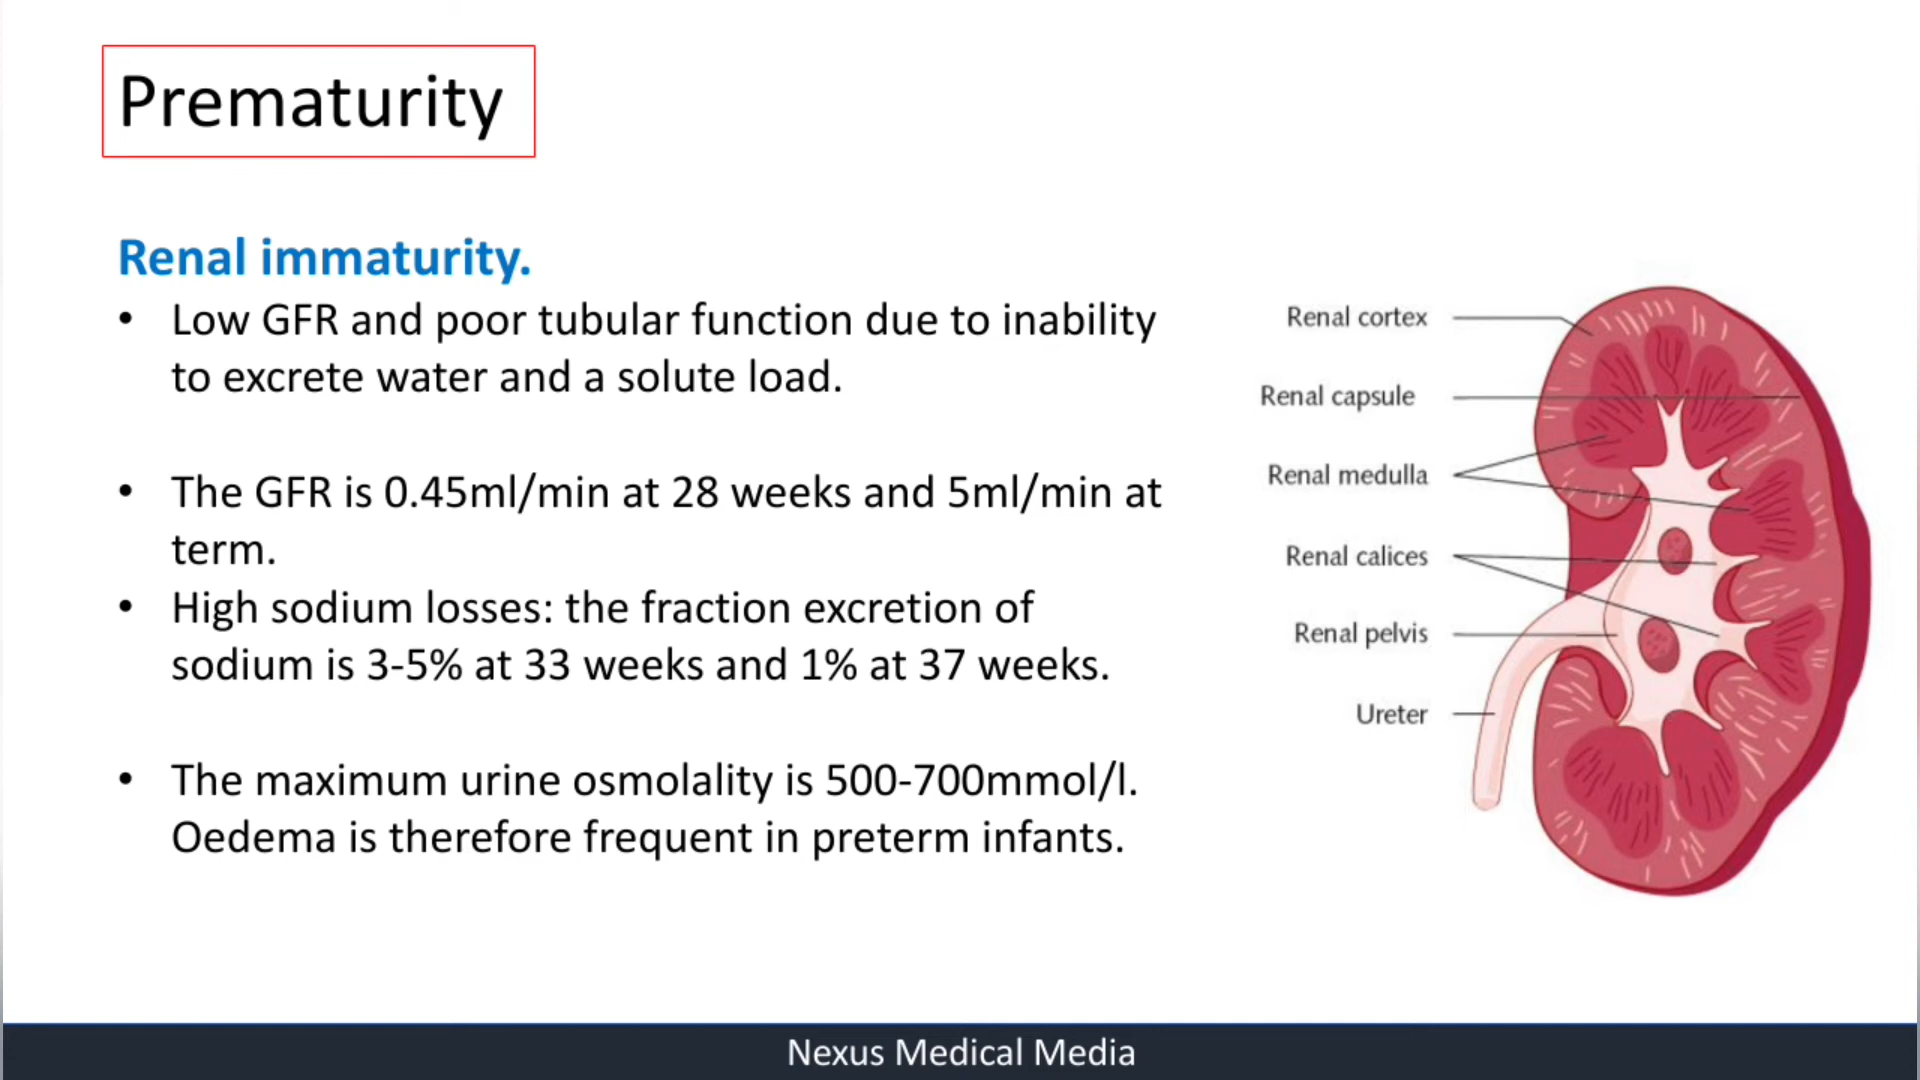 Prematurity
Renal immaturity.
• Low GFR and poor tubular function due to inability
to excrete water and a solute load.
• The GFR is 0.45ml/min at 28 weeks and 5ml/min at
term.
• High sodium losses: the fraction excretion of
sodium is 3-5% at 33 weeks and 1% at 37 weeks.
• The maximum urine osmolality is 500-700mmol/l.
Oedema is therefore frequent in preterm infants.
Renal cortex
Renal capsule
Renal medulla
Renal calices
Renal pelvis
Ureter
Nexus Medical Media